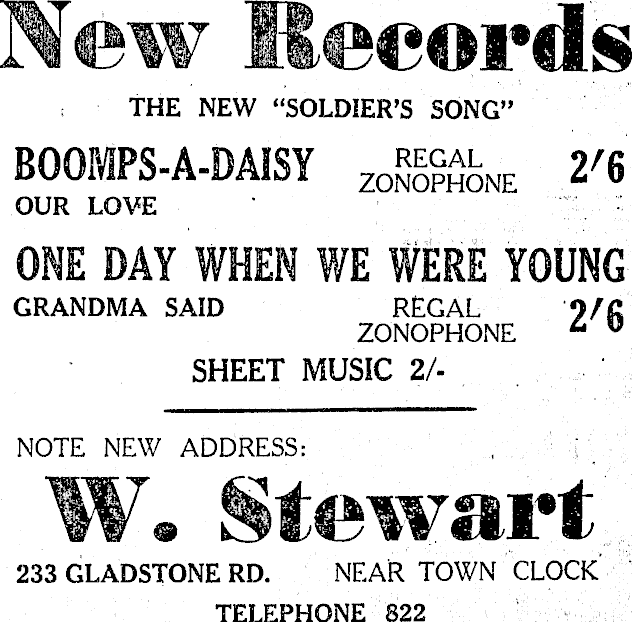 New Records
THE NEW "SOLDIER'S SONG"
BOOMPS-A-DAISY REGAL ZONOPHONE 2/6
OUR LOVE
ONE DAY WHEN WE WERE YOUNG
GRANDMA SAID REGAL ZONOPHONE 2/6
SHEET MUSIC 2/-
NOTE NEW ADDRESS:
W. Stewart
233 GLADSTONE RD. NEAR TOWN CLOCK
TELEPHONE 822